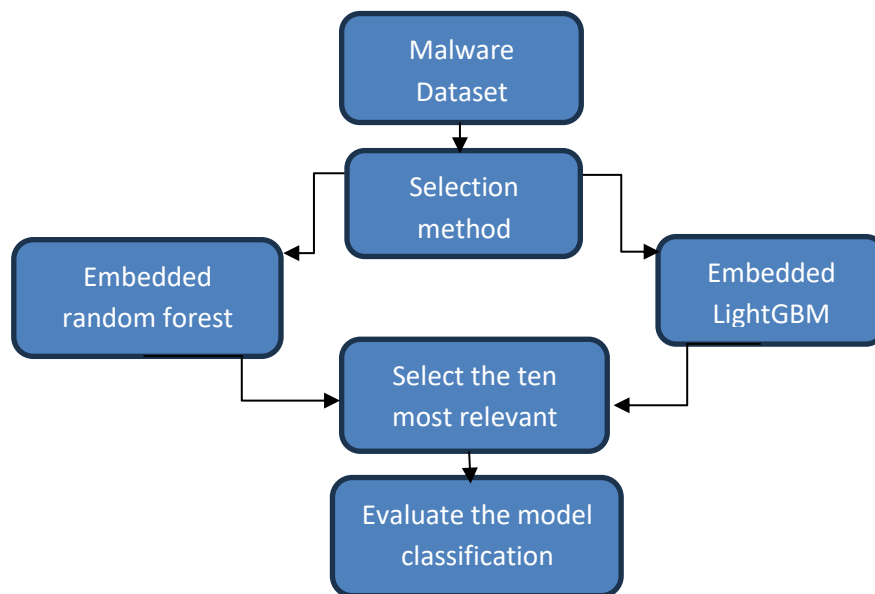 Malware
Dataset
Selection
method
Embedded
random forest
Embedded
LightGBM
Select the ten
most relevant
Evaluate the model
classification